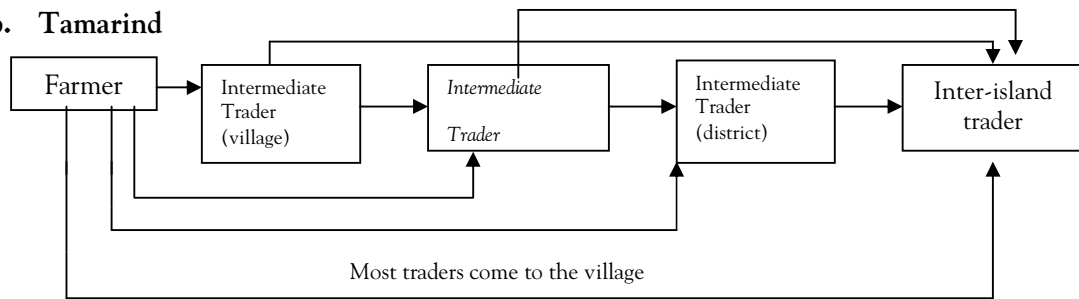 Tamarind
Farmer
Intermediate
Trader
(village)
Intermediate
Trader
Intermediate
Trader
(district)
Inter-island
trader
Most traders come to the village